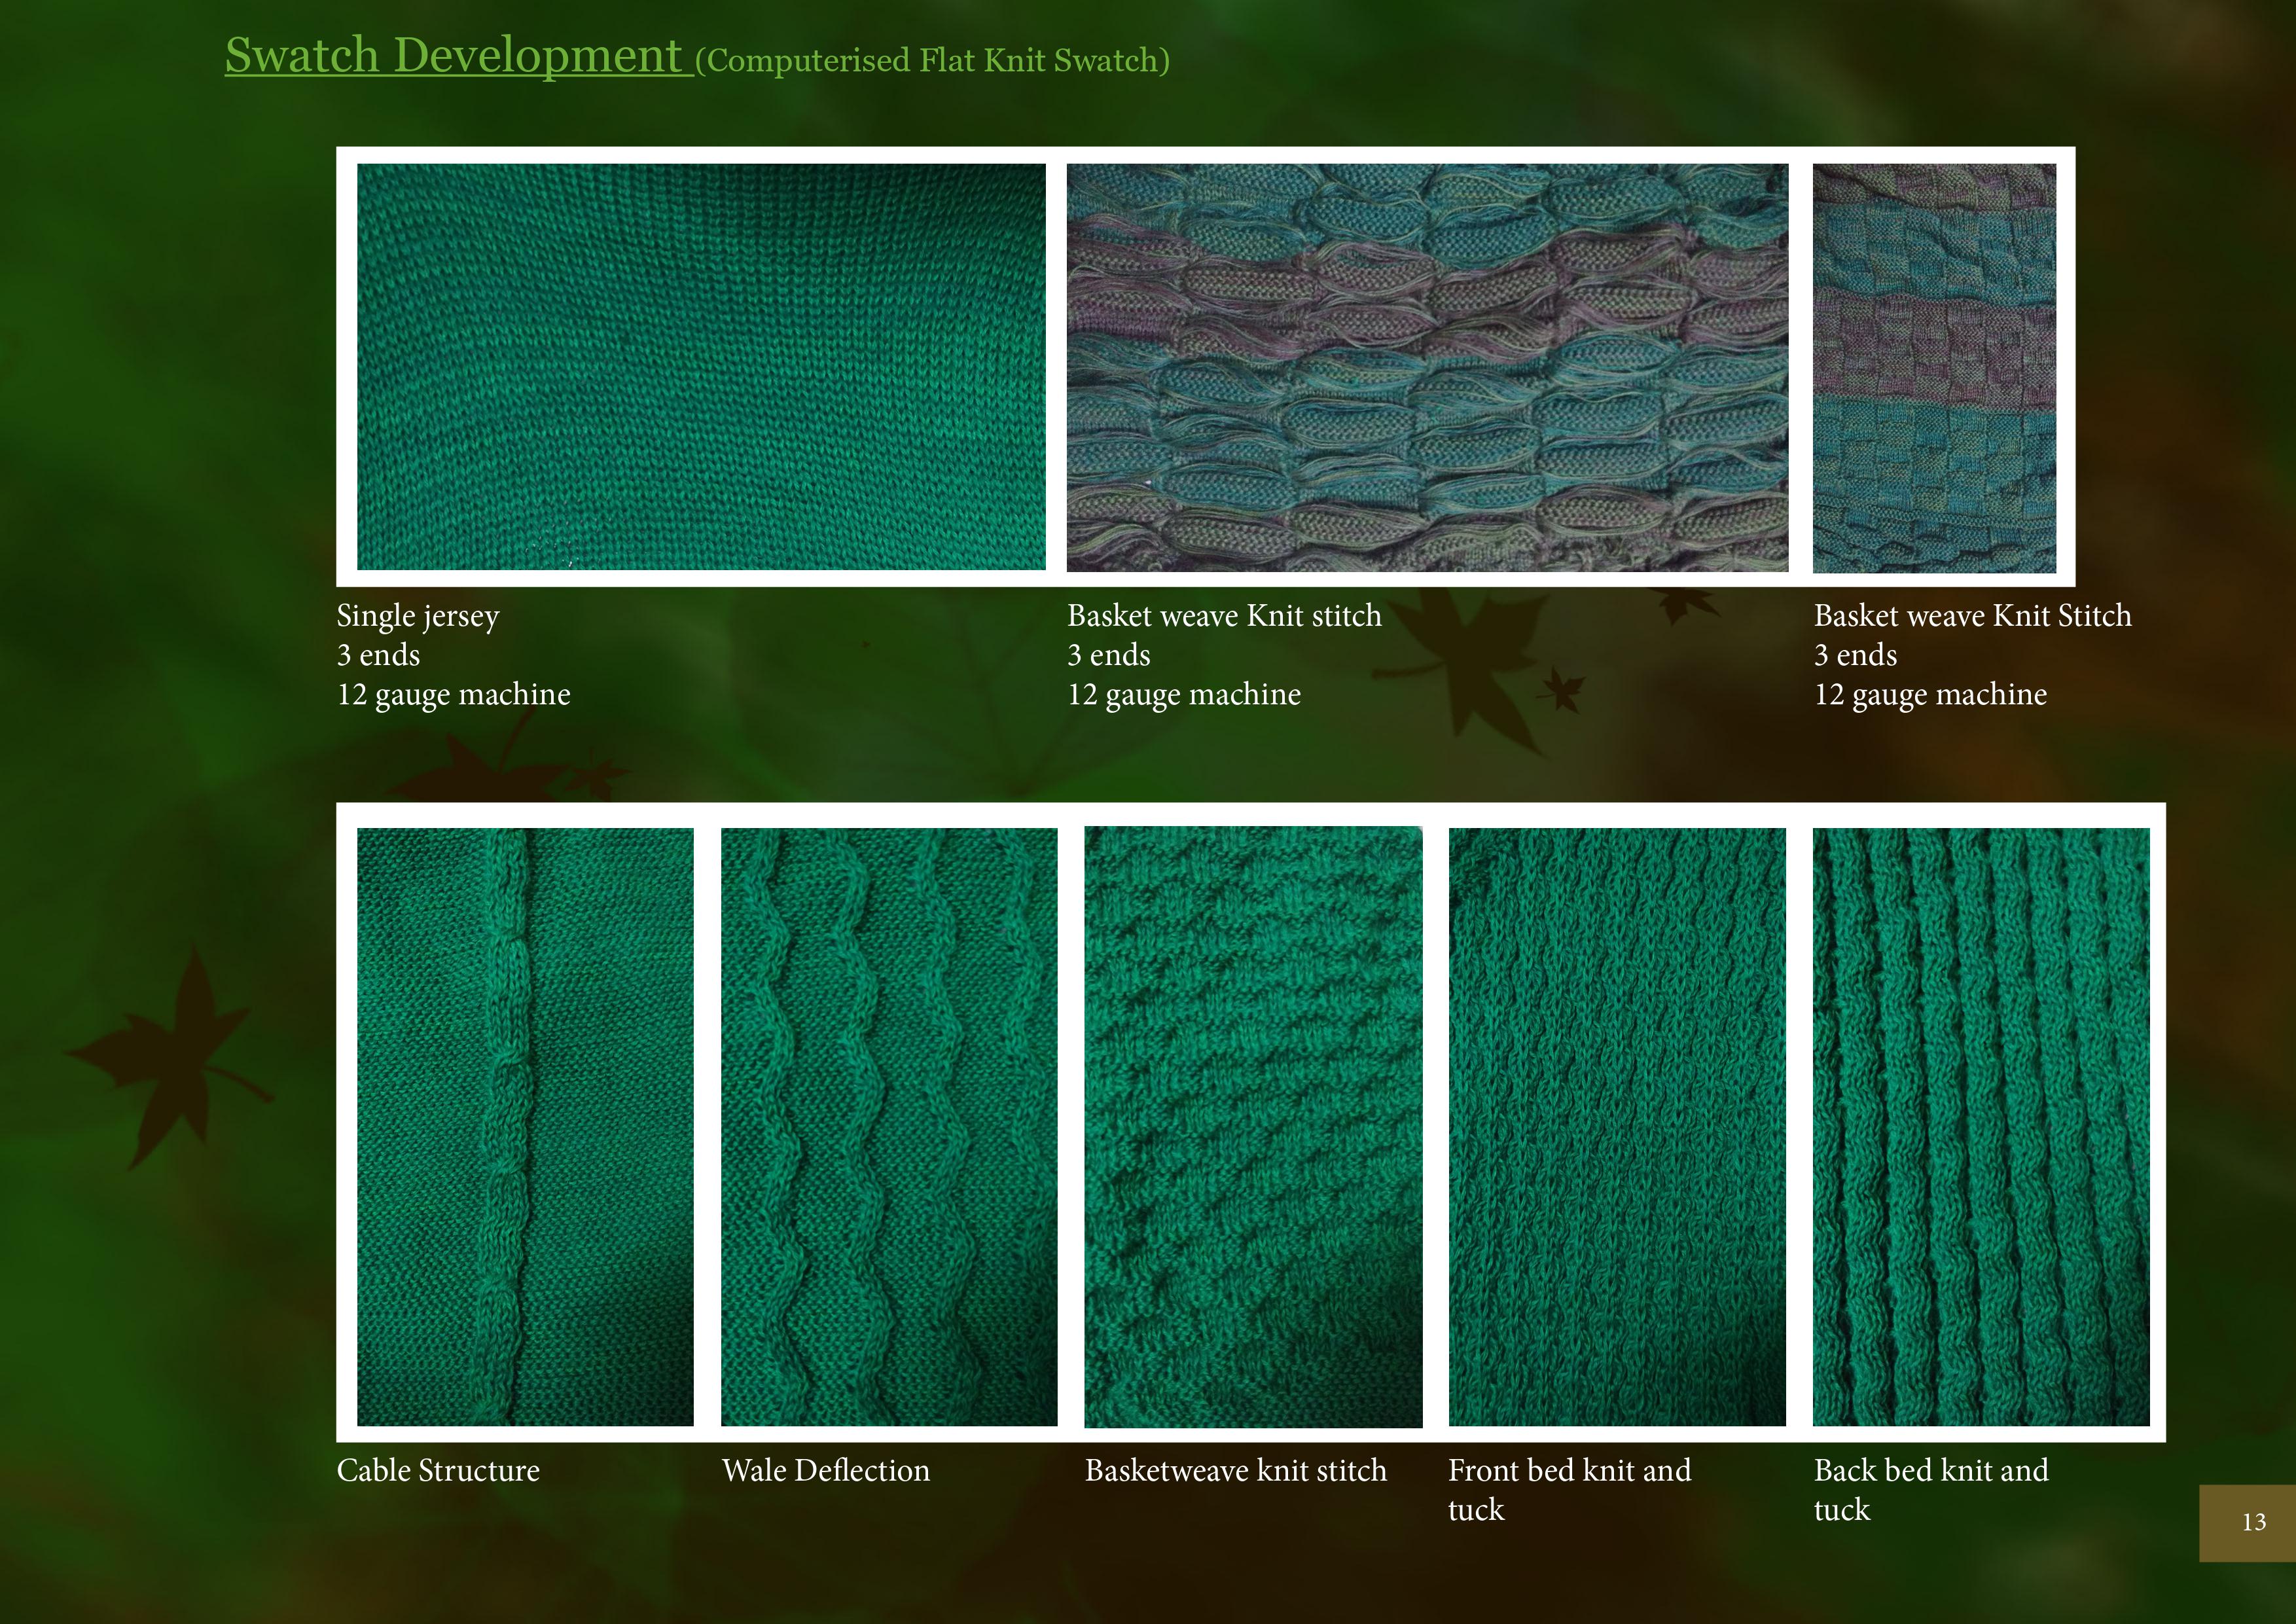 Swatch Development (Computerised Flat Knit Swatch)
Single jersey
3 ends
12 gauge machine
Basket weave Knit stitch
3 ends
12 gauge machine
Basket weave Knit Stitch
3 ends
12 gauge machine
Cable Structure
Wale Deflection
Basketweave knit stitch
Front bed knit and
tuck
Back bed knit and
tuck
13